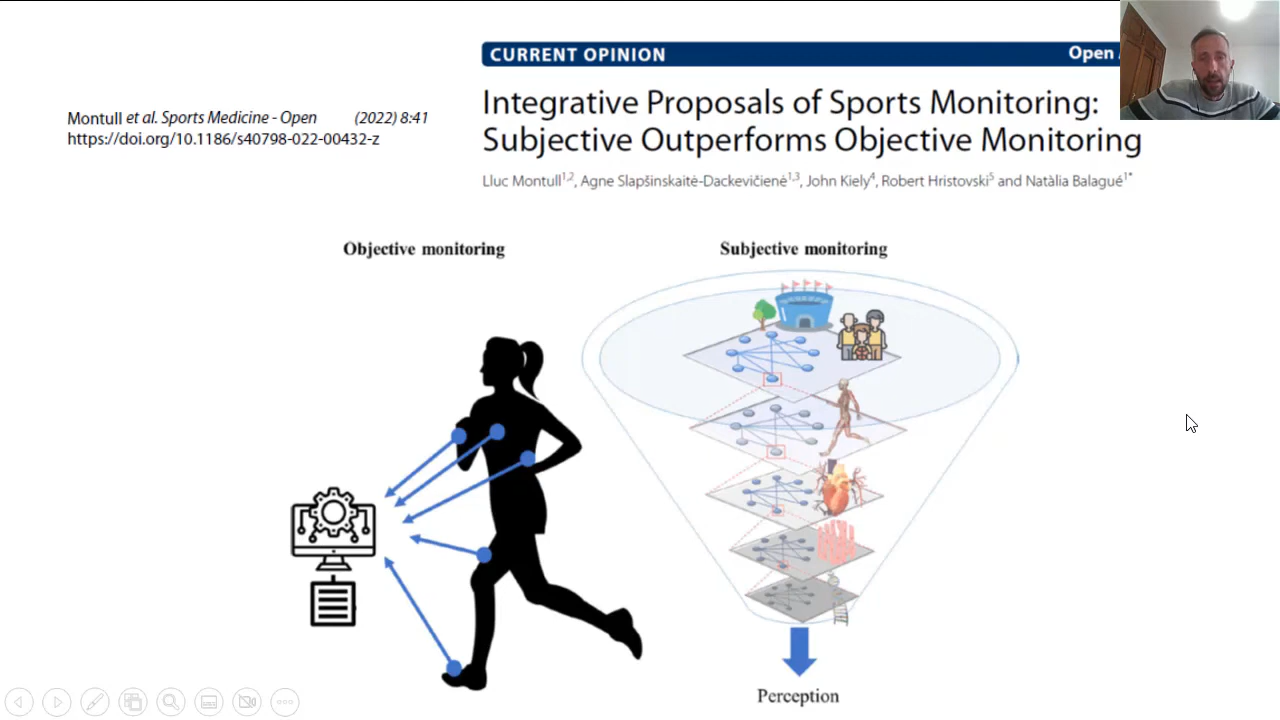 CURRENT OPINION
Open
Integrative Proposals of Sports Monitoring:
Subjective Outperforms Objective Monitoring
Montull et al. Sports Medicine - Open (2022) 8:41
https://doi.org/10.1186/s40798-022-00432-z
Lluc Montull1,2, Agne Slapšinskaitė-Dackevičienė1,3, John Kiely4, Robert Hristovski5 and Natàlia Balagué1*
Objective monitoring
Subjective monitoring
Perception